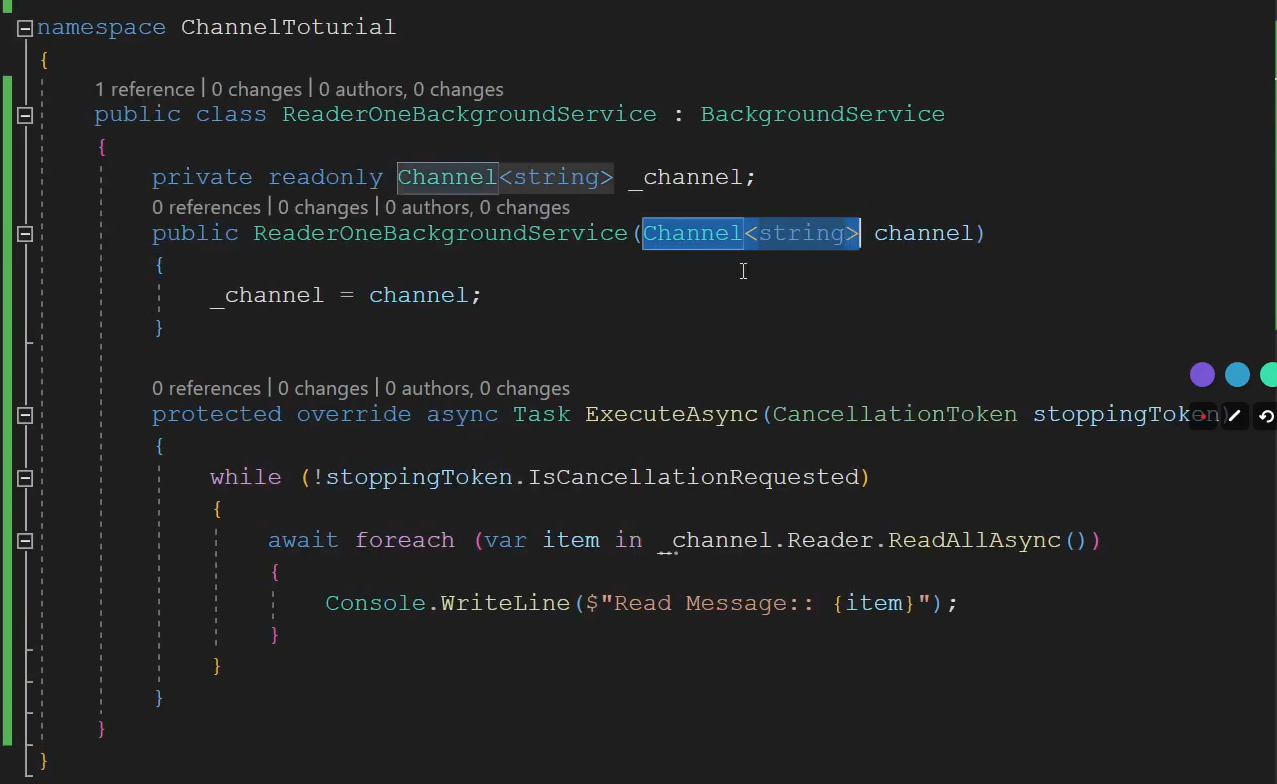 namespace ChannelToturial
{
1 reference | 0 changes | 0 authors, 0 changes
public class ReaderOneBackgroundService : BackgroundService
{
private readonly Channel<string> _channel;
0 references | 0 changes | 0 authors, 0 changes
public ReaderOneBackgroundService(Channel<string> channel)
{
_channel = channel;
}
0 references | 0 changes | 0 authors, 0 changes
protected override async Task ExecuteAsync(CancellationToken stoppingToken)
{
while (!stoppingToken.IsCancellationRequested)
{
await foreach (var item in _channel.Reader.ReadAllAsync())
{
Console.WriteLine($"Read Message:: {item}");
}
}
}
}
}